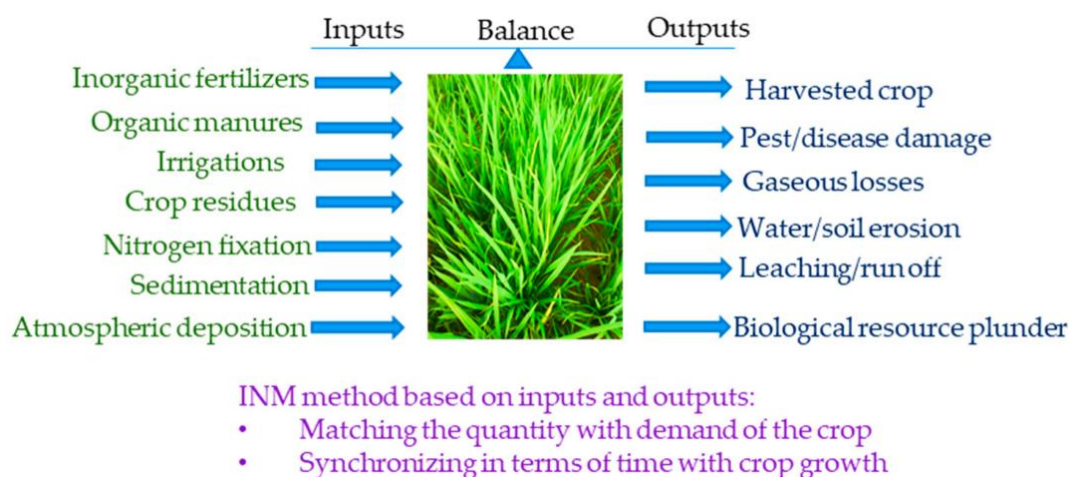 Inputs
Balance
Outputs
Inorganic fertilizers
Organic manures
Irrigations
Crop residues
Nitrogen fixation
Sedimentation
Atmospheric deposition
Harvested crop
Pest/disease damage
Gaseous losses
Water/soil erosion
Leaching/run off
Biological resource plunder
INM method based on inputs and outputs:
• Matching the quantity with demand of the crop
• Synchronizing in terms of time with crop growth